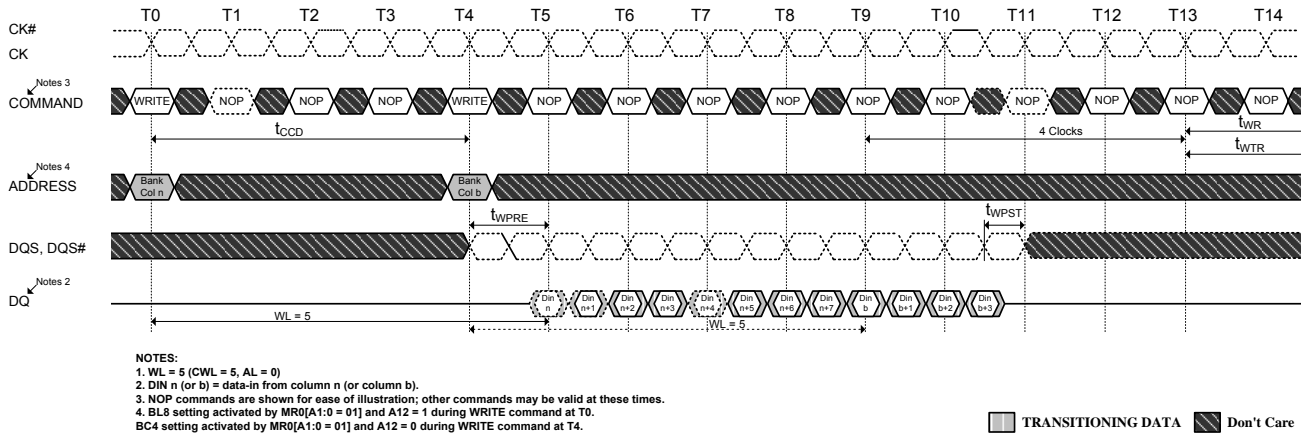 T0 T1 T2 T3 T4 T5 T6 T7 T8 T9 T10 T11 T12 T13 T14
CK#
CK
Notes 3
COMMAND
WRITE NOP NOP NOP WRITE NOP NOP NOP NOP NOP NOP NOP NOP NOP NOP
tCCD
4 Clocks
tWR
tWTR
Notes 4
ADDRESS
Bank Col n
Bank Col b
tWPRE
tWPST
DQS, DQS#
Notes 2
DQ
Din n
Din n+1
Din n+2
Din n+3
Din n+4
Din n+5
Din n+6
Din n+7
Din b
Din b+1
Din b+2
Din b+3
WL = 5
WL = 5
NOTES:
1. WL = 5 (CWL = 5, AL = 0)
2. DIN n (or b) = data-in from column n (or column b).
3. NOP commands are shown for ease of illustration; other commands may be valid at these times.
4. BL8 setting activated by MR0[A1:0 = 01] and A12 = 1 during WRITE command at T0.
BC4 setting activated by MR0[A1:0 = 01] and A12 = 0 during WRITE command at T4.
TRANSITIONING DATA
Don't Care